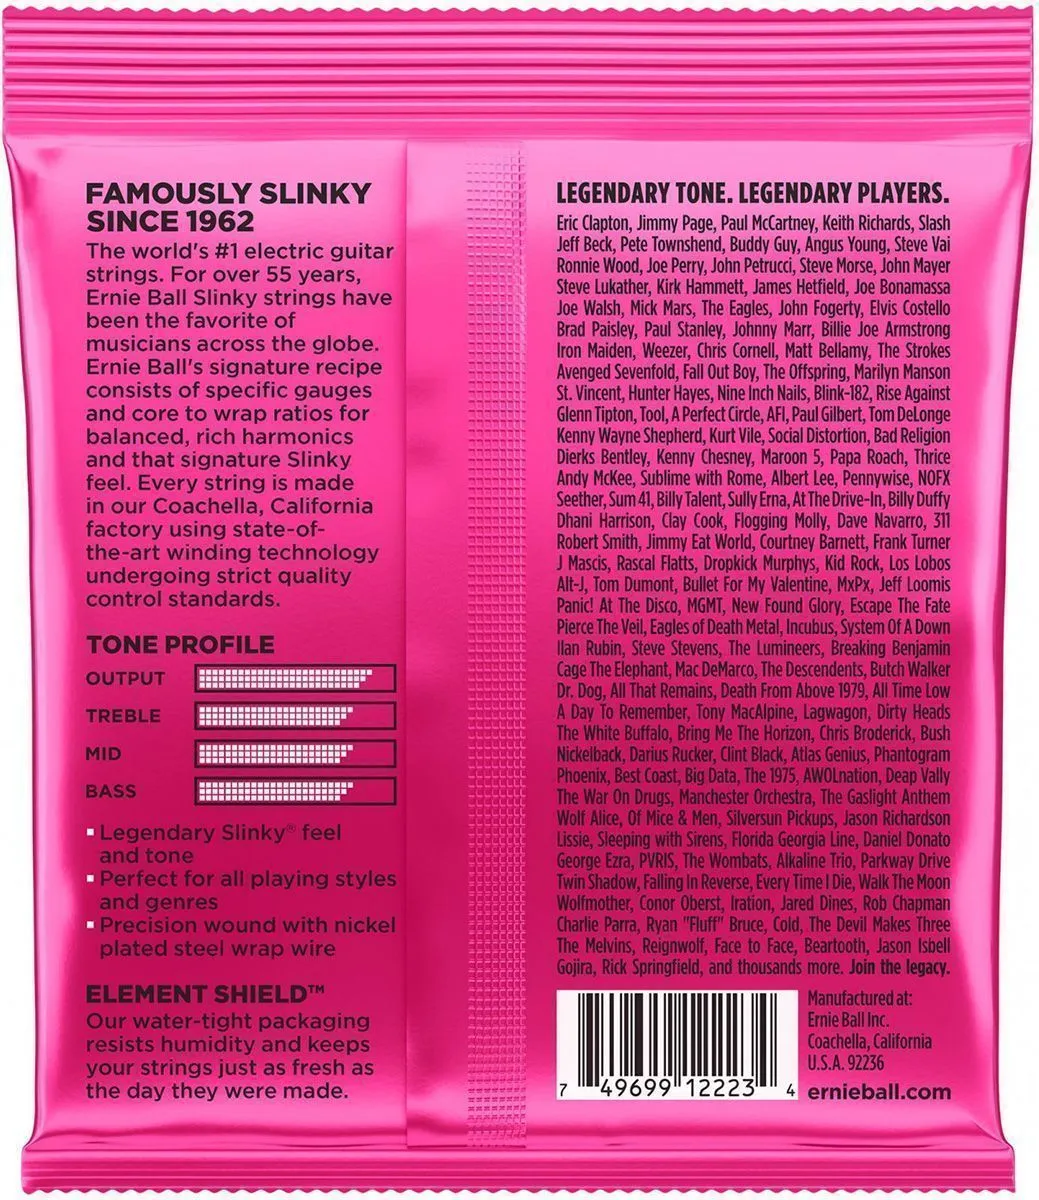 FAMOUSLY SLINKY
SINCE 1962
The world's #1 electric guitar
strings. For over 55 years,
Ernie Ball Slinky strings have
been the favorite of
musicians across the globe.
Ernie Ball's signature recipe
consists of specific gauges
and core to wrap ratios for
balanced, rich harmonics
and that signature Slinky
feel. Every string is made
in our Coachella, California
factory using state-of-
the-art winding technology
undergoing strict quality
control standards.
TONE PROFILE
OUTPUT
TREBLE
MID
BASS
▪ Legendary Slinky® feel
and tone
▪ Perfect for all playing styles
and genres
▪ Precision wound with nickel
plated steel wrap wire
ELEMENT SHIELD™
Our water-tight packaging
resists humidity and keeps
your strings just as fresh as
the day they were made.
LEGENDARY TONE. LEGENDARY PLAYERS.
Eric Clapton, Jimmy Page, Paul McCartney, Keith Richards, Slash
Jeff Beck, Pete Townshend, Buddy Guy, Angus Young, Steve Vai
Ronnie Wood, Joe Perry, John Petrucci, Steve Morse, John Mayer
Steve Lukather, Kirk Hammett, James Hetfield, Joe Bonamassa
Joe Walsh, Mick Mars, The Eagles, John Fogerty, Elvis Costello
Brad Paisley, Paul Stanley, Johnny Marr, Billie Joe Armstrong
Iron Maiden, Weezer, Chris Cornell, Matt Bellamy, The Strokes
Avenged Sevenfold, Fall Out Boy, The Offspring, Marilyn Manson
St. Vincent, Hunter Hayes, Nine Inch Nails, Blink-182, Rise Against
Glenn Tipton, Tool, A Perfect Circle, AFI, Paul Gilbert, Tom DeLonge
Kenny Wayne Shepherd, Kurt Vile, Social Distortion, Bad Religion
Dierks Bentley, Kenny Chesney, Maroon 5, Papa Roach, Thrice
Andy McKee, Sublime with Rome, Albert Lee, Pennywise, NOFX
Seether, Sum 41, Billy Talent, Sully Erna, At The Drive-In, Billy Duffy
Dhani Harrison, Clay Cook, Flogging Molly, Dave Navarro, 311
Robert Smith, Jimmy Eat World, Courtney Barnett, Frank Turner
J Mascis, Rascal Flatts, Dropkick Murphys, Kid Rock, Los Lobos
Alt-J, Tom Dumont, Bullet For My Valentine, MxPx, Jeff Loomis
Panic! At The Disco, MGMT, New Found Glory, Escape The Fate
Pierce The Veil, Eagles of Death Metal, Incubus, System Of A Down
Ilan Rubin, Steve Stevens, The Lumineers, Breaking Benjamin
Cage The Elephant, Mac DeMarco, The Descendents, Butch Walker
Dr. Dog, All That Remains, Death From Above 1979, All Time Low
A Day To Remember, Tony MacAlpine, Lagwagon, Dirty Heads
The White Buffalo, Bring Me The Horizon, Chris Broderick, Bush
Nickelback, Darius Rucker, Clint Black, Atlas Genius, Phantogram
Phoenix, Best Coast, Big Data, The 1975, AWOLnation, Deap Vally
The War On Drugs, Manchester Orchestra, The Gaslight Anthem
Wolf Alice, Of Mice & Men, Silversun Pickups, Jason Richardson
Lissie, Sleeping with Sirens, Florida Georgia Line, Daniel Donato
George Ezra, PVRIS, The Wombats, Alkaline Trio, Parkway Drive
Twin Shadow, Falling In Reverse, Every Time I Die, Walk The Moon
Wolfmother, Conor Oberst, Iration, Jared Dines, Rob Chapman
Charlie Parra, Ryan "Fluff" Bruce, Cold, The Devil Makes Three
The Melvins, Reignwolf, Face to Face, Beartooth, Jason Isbell
Gojira, Rick Springfield, and thousands more. Join the legacy.
7 49699 12223 4
Manufactured at:
Ernie Ball Inc.
Coachella, California
U.S.A. 92236
ernieball.com